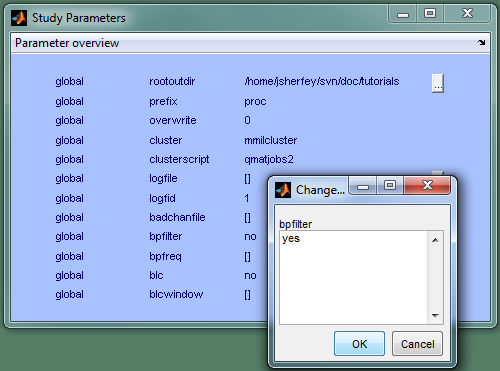 Study Parameters
Parameter overview
global rootoutdir /home/jsherfey/svn/doc/tutorials ...
global prefix proc
global overwrite 0
global cluster mmilcluster
global clusterscript qmatjobs2
global logfile []
global logfid 1
global badchanfile []
global bpfilter no
global bpfreq []
global blc no
global blcwindow []
Change...
bpfilter
yes
OK Cancel